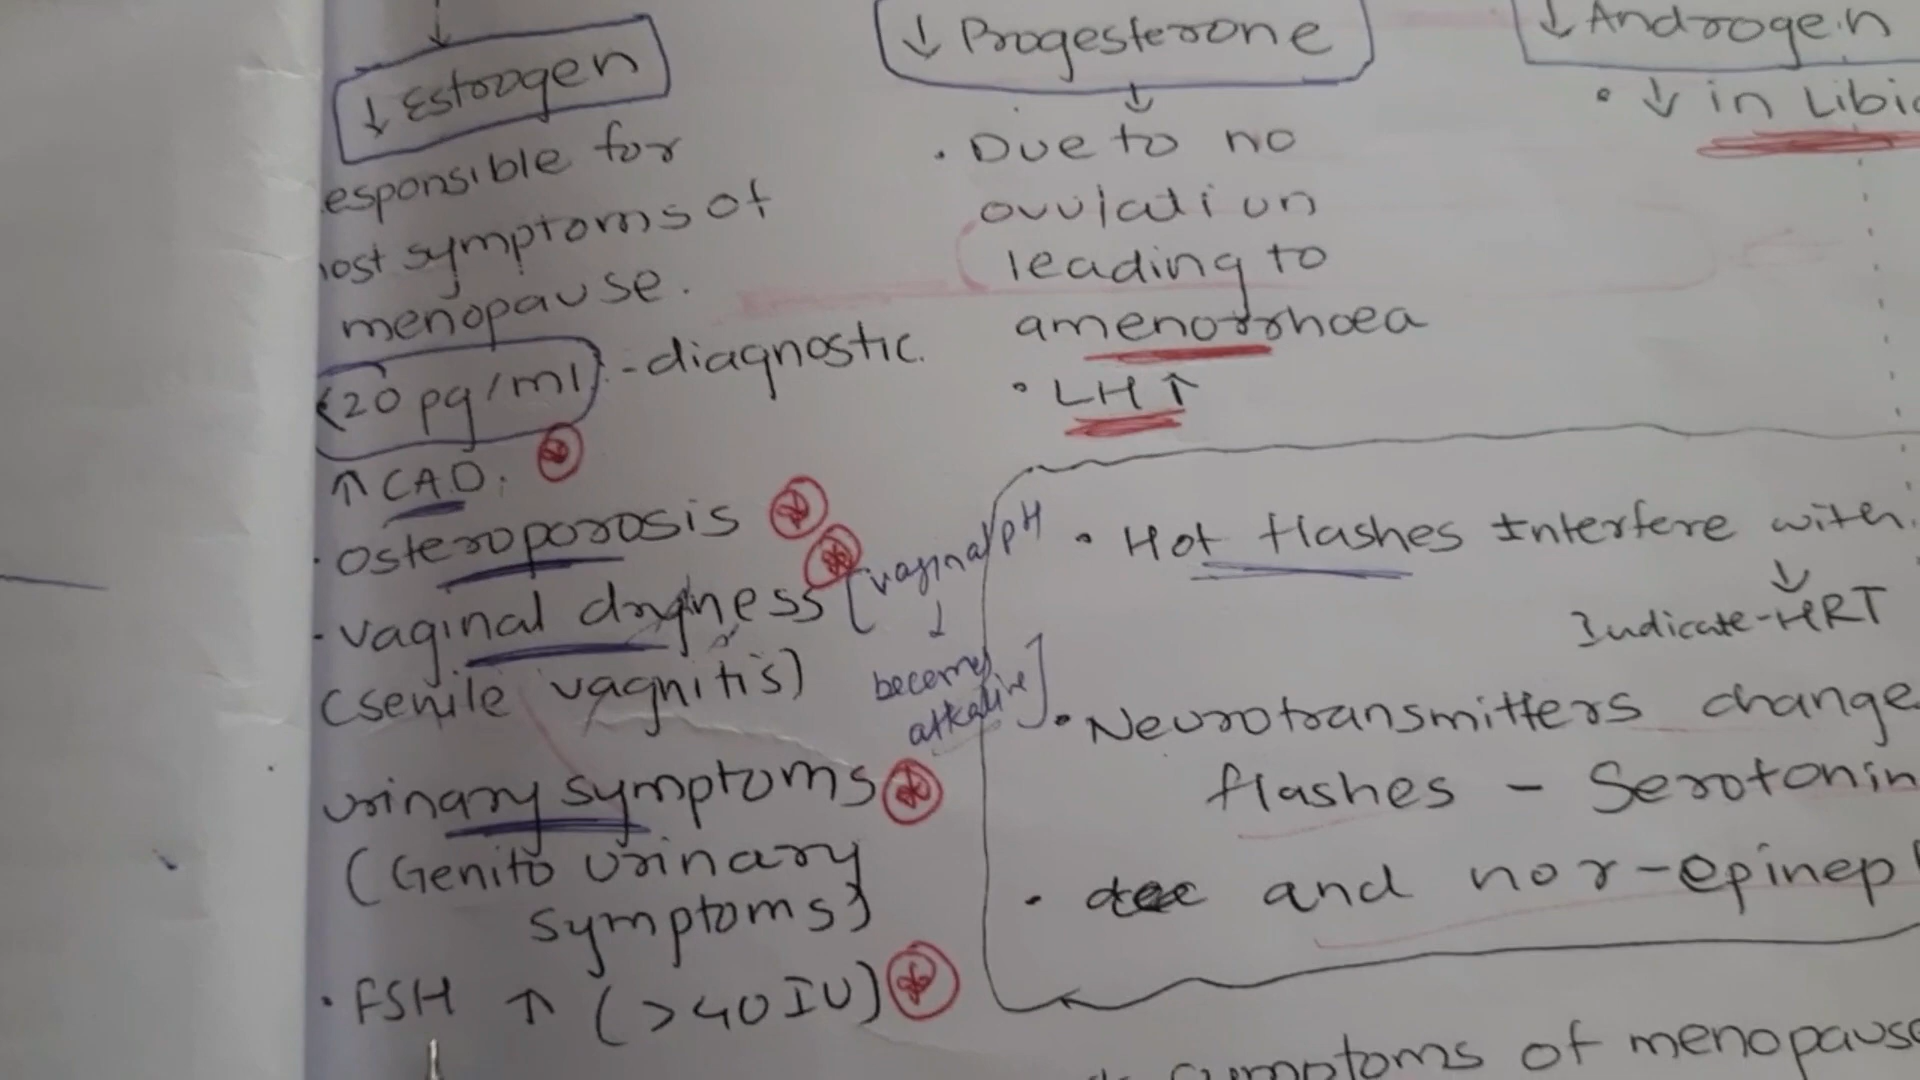 ↓ Estrogen
esponsible for
ost symptoms of
menopause.
<20 pg/ml - diagnostic.
↑ CAD.
. osteroporosis
. vaginal dryness [vaginal pH
↓
becomes
alkaline]
(senile vagnitis)
urinary symptoms
(Genito urinary
symptoms)
. FSH ↑ (>40 IU)
↓ Progesterone
↓
. Due to no
ovulation
leading to
amenorrhoea
• LH ↑
↓ Androgen
• ↓ in Libi
• Hot flashes Interfere with
↓
Indicate-HRT
• Neurotransmitters change
flashes - Serotonin
• and nor-epinep
symptoms of menopause